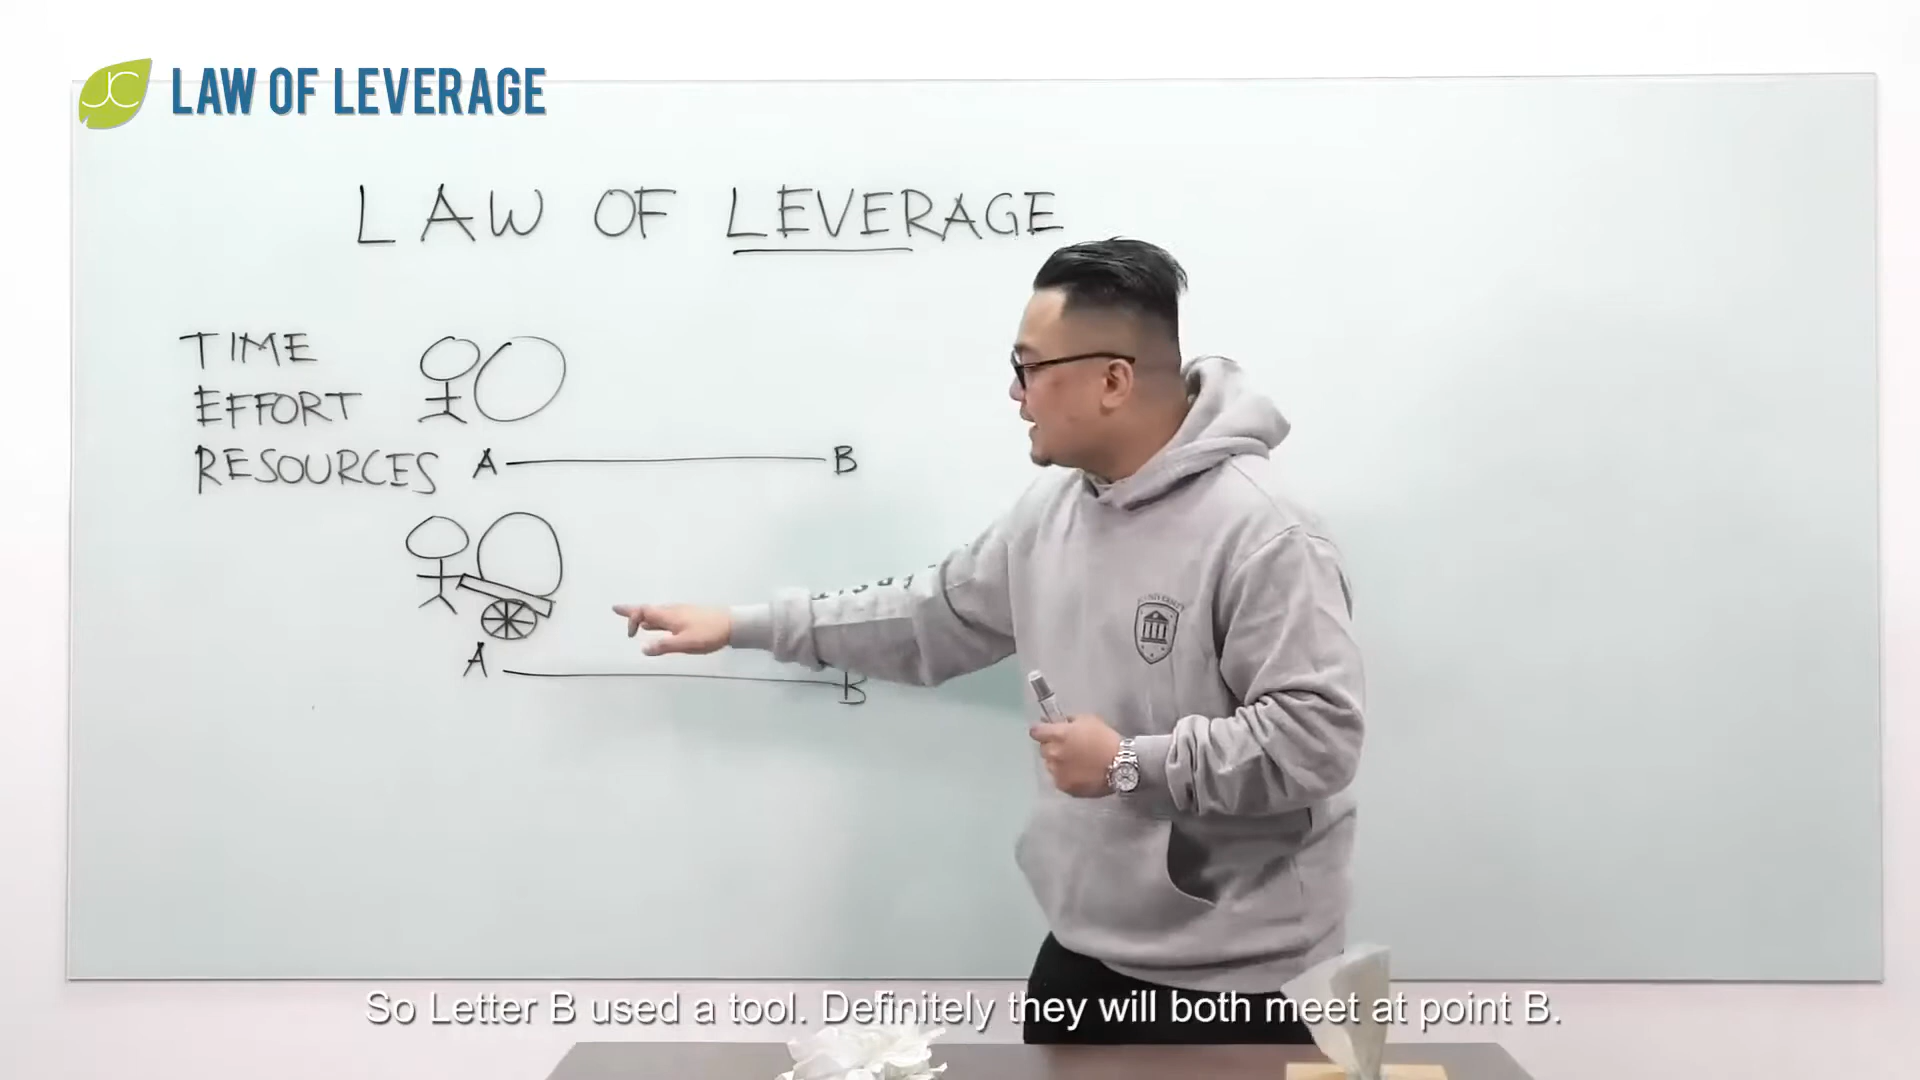 JC LAW OF LEVERAGE
LAW OF LEVERAGE
TIME
EFFORT
RESOURCES
A B
A B
So Letter B used a tool. Definitely they will both meet at point B.